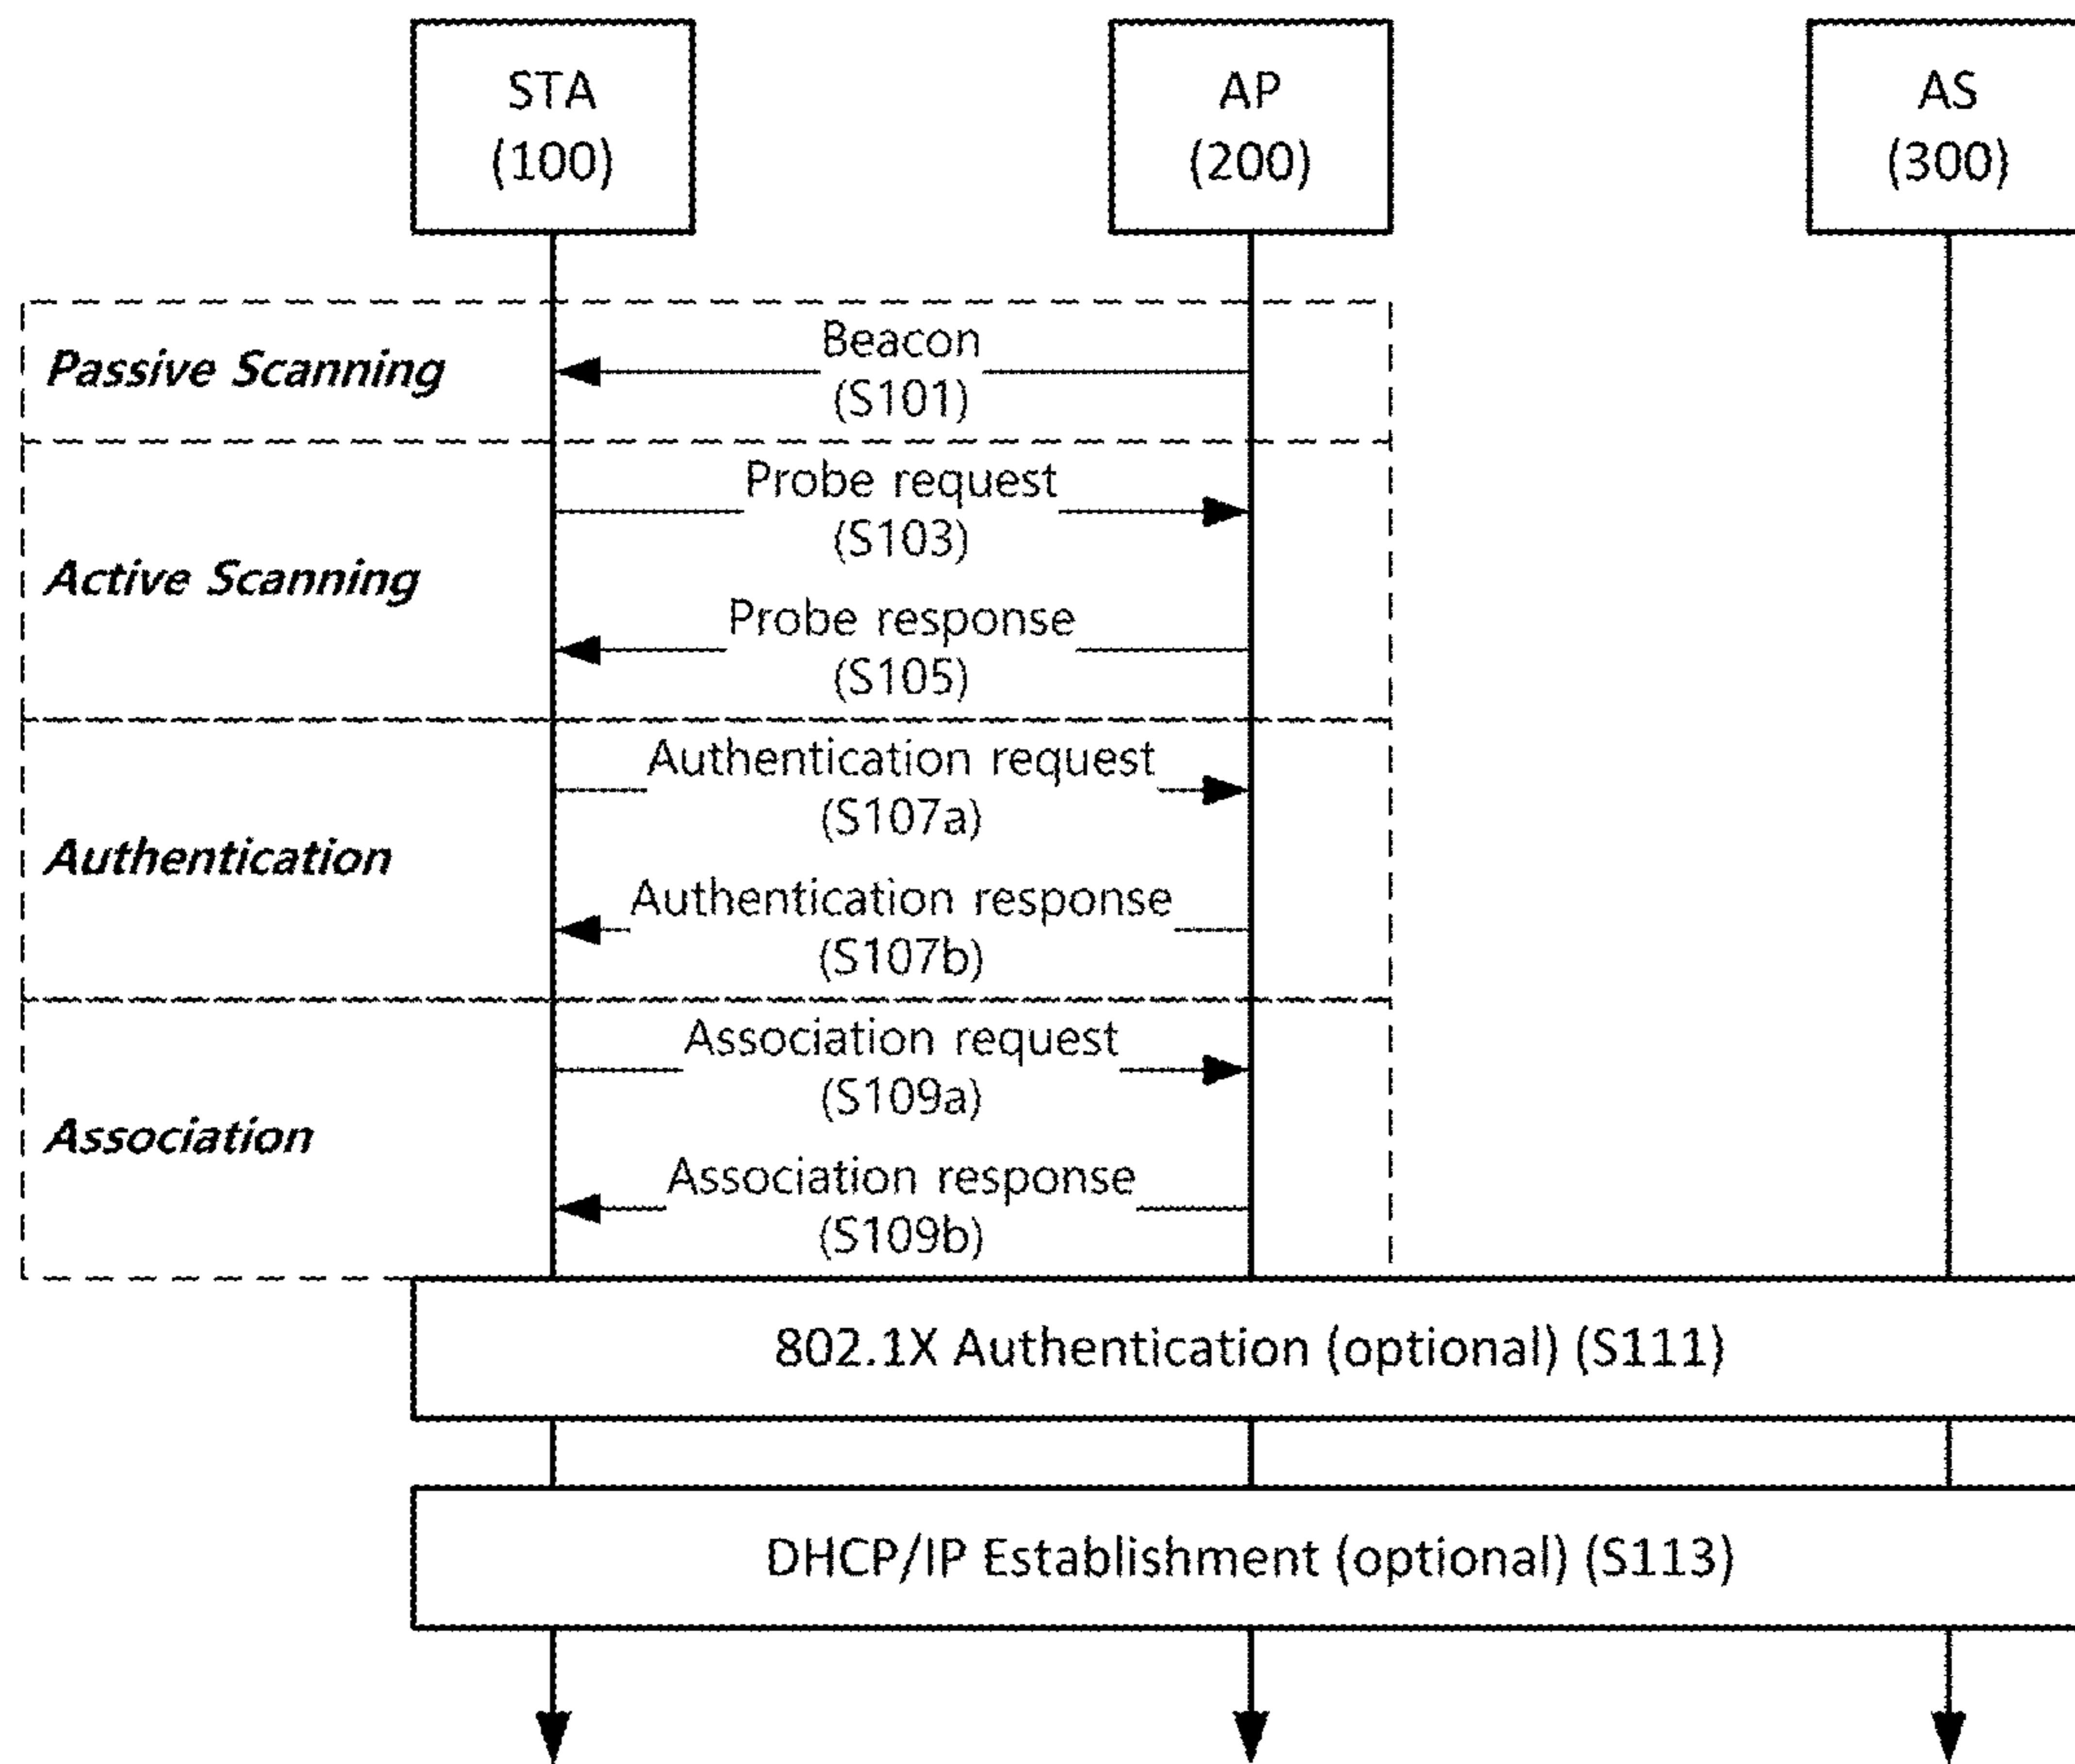 STA
(100)
AP
(200)
AS
(300)
Passive Scanning
Beacon
(S101)
Active Scanning
Probe request
(S103)
Probe response
(S105)
Authentication
Authentication request
(S107a)
Authentication response
(S107b)
Association
Association request
(S109a)
Association response
(S109b)
802.1X Authentication (optional) (S111)
DHCP/IP Establishment (optional) (S113)